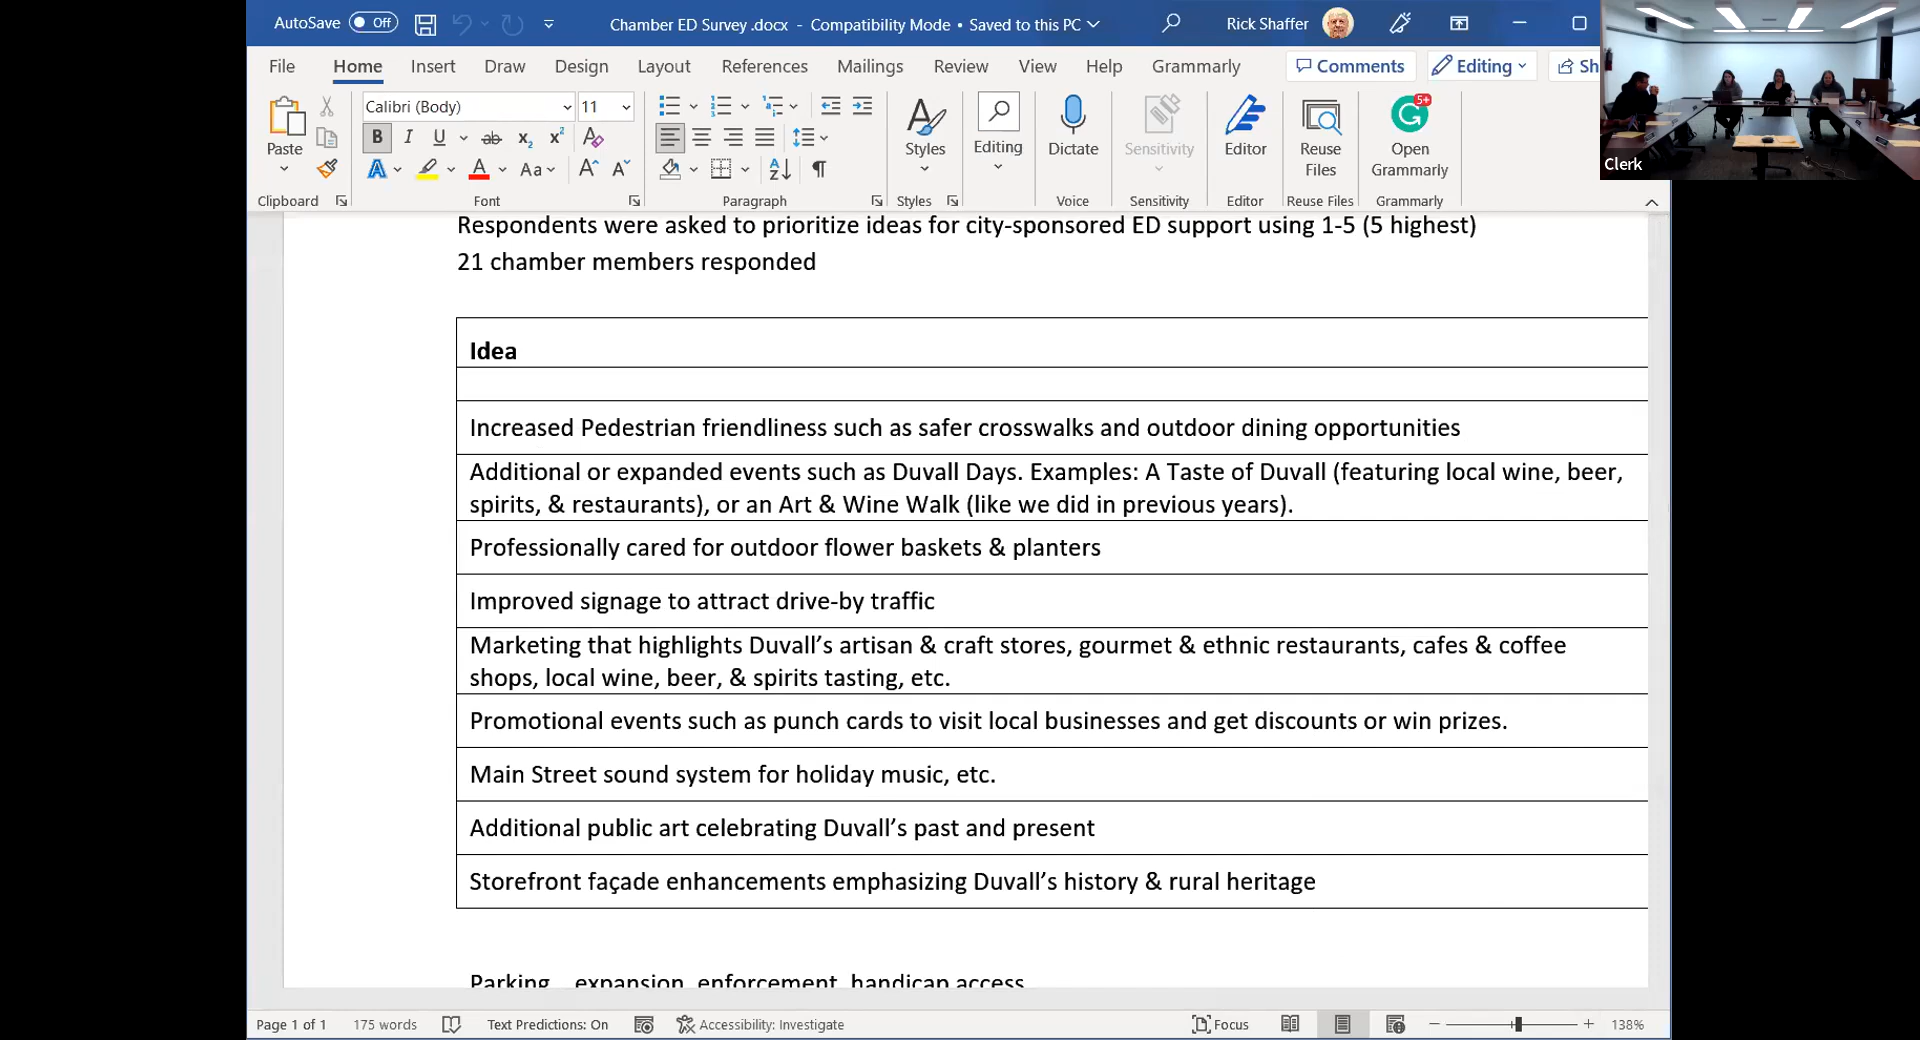 AutoSave Off Chamber ED Survey .docx - Compatibility Mode • Saved to this PC Rick Shaffer
File Home Insert Draw Design Layout References Mailings Review View Help Grammarly Comments Editing Sh
Calibri (Body) 11
B I U ab x₂ x² A
A A Aa A A
Paste Styles Editing Dictate Sensitivity Editor Reuse Files Open Grammarly 5+
Clipboard Font Paragraph Styles Voice Sensitivity Editor Reuse Files Grammarly
Clerk
Respondents were asked to prioritize ideas for city-sponsored ED support using 1-5 (5 highest)
21 chamber members responded
Idea
Increased Pedestrian friendliness such as safer crosswalks and outdoor dining opportunities
Additional or expanded events such as Duvall Days. Examples: A Taste of Duvall (featuring local wine, beer,
spirits, & restaurants), or an Art & Wine Walk (like we did in previous years).
Professionally cared for outdoor flower baskets & planters
Improved signage to attract drive-by traffic
Marketing that highlights Duvall’s artisan & craft stores, gourmet & ethnic restaurants, cafes & coffee
shops, local wine, beer, & spirits tasting, etc.
Promotional events such as punch cards to visit local businesses and get discounts or win prizes.
Main Street sound system for holiday music, etc.
Additional public art celebrating Duvall’s past and present
Storefront façade enhancements emphasizing Duvall’s history & rural heritage
Parking expansion, enforcement, handicap access
Page 1 of 1 175 words Text Predictions: On Accessibility: Investigate Focus 138%